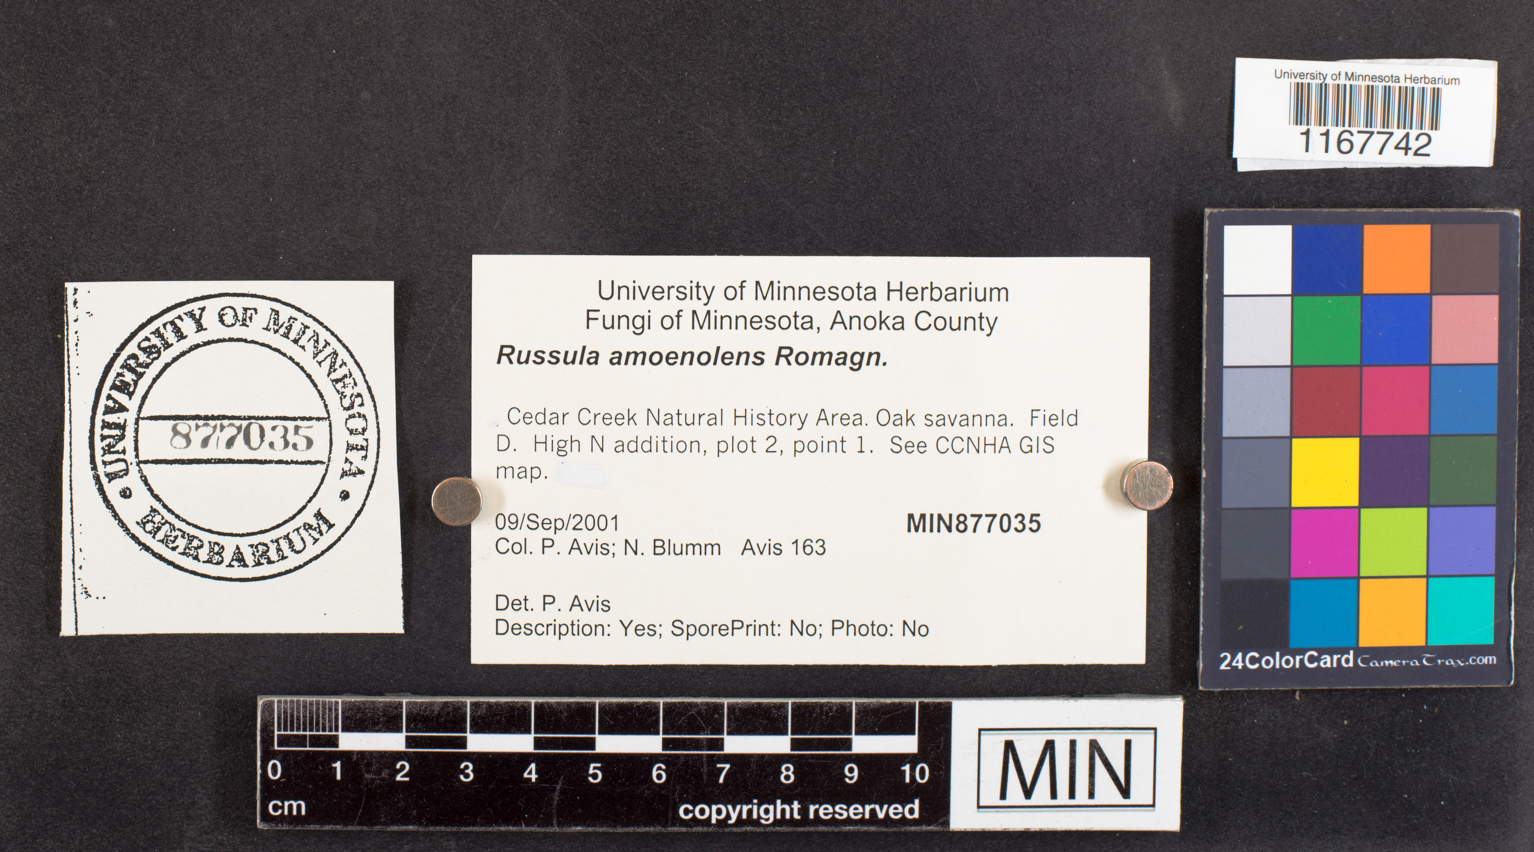 University of Minnesota Herbarium
1167742
UNIVERSITY OF MINNESOTA
877035
HERBARIUM
University of Minnesota Herbarium
Fungi of Minnesota, Anoka County
Russula amoenolens Romagn.
Cedar Creek Natural History Area. Oak savanna. Field
D. High N addition, plot 2, point 1. See CCNHA GIS
map.
09/Sep/2001
MIN877035
Col. P. Avis; N. Blumm Avis 163
Det. P. Avis
Description: Yes; SporePrint: No; Photo: No
24ColorCard CameraTrax.com
0 1 2 3 4 5 6 7 8 9 10
cm
copyright reserved
MIN